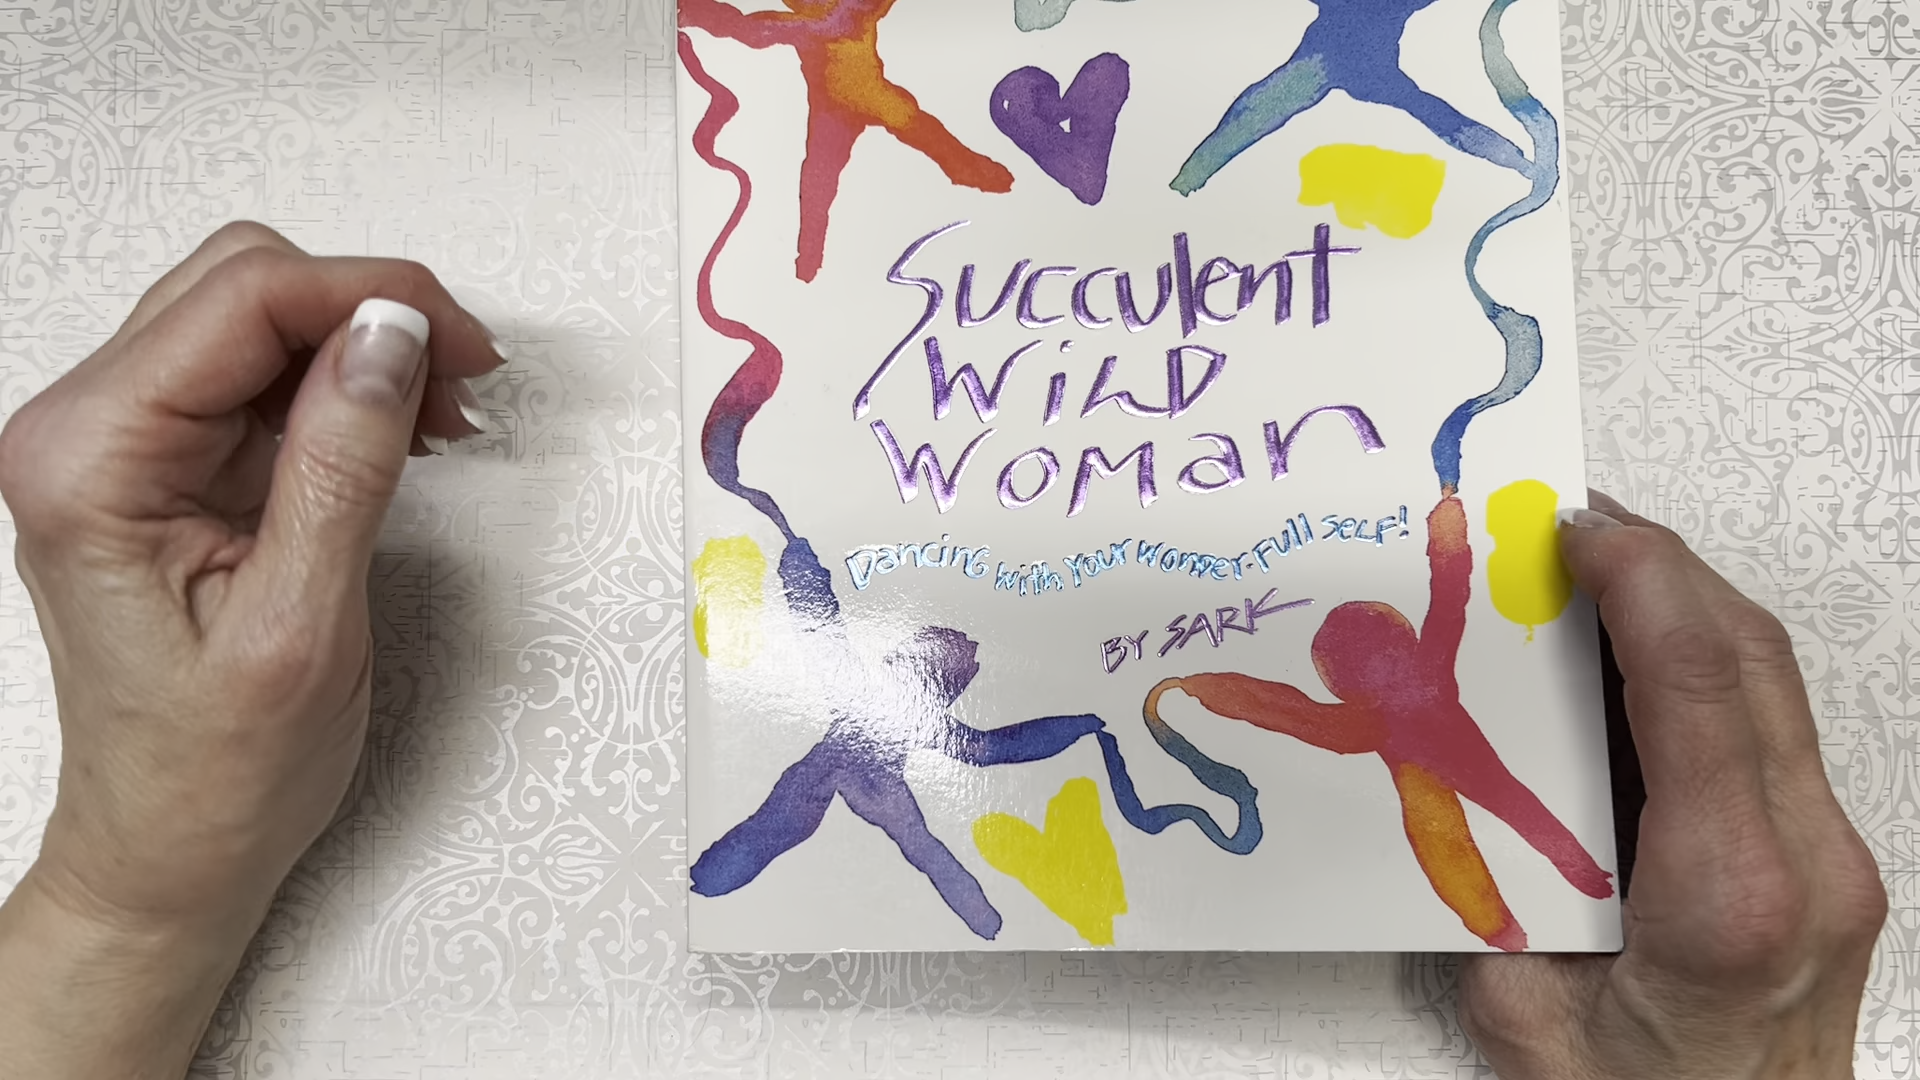 Succulent
WiLD
Woman
Dancing with Your Wonder-Full SELF!
BY SARK